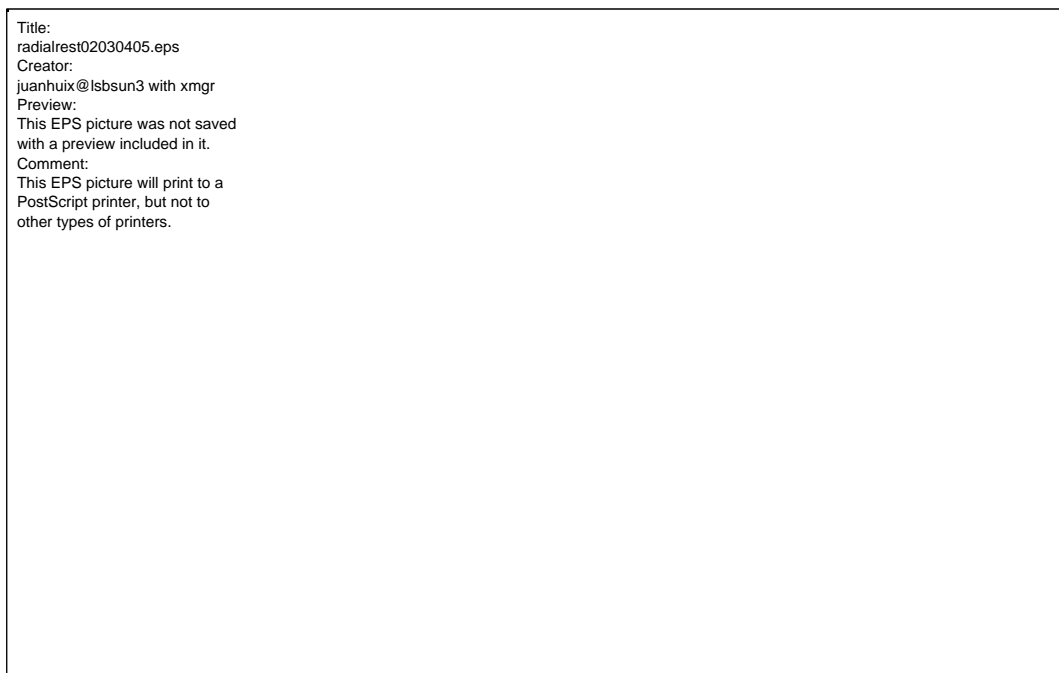 Title:
radialrest02030405.eps
Creator:
juanhuix@lsbsun3 with xmgr
Preview:
This EPS picture was not saved
with a preview included in it.
Comment:
This EPS picture will print to a
PostScript printer, but not to
other types of printers.